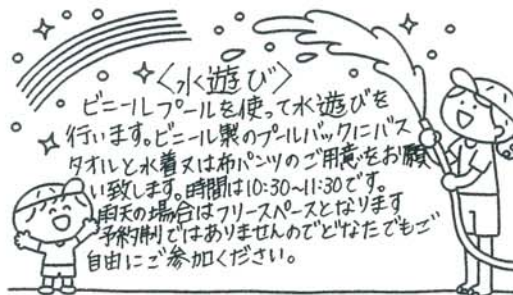 〈水遊び〉
ビニールプールを使って水遊びを
行います。ビニール製のプールバックにバス
タオルと水着又は布パンツのご用意をお願
い致します。時間は10:30~11:30です。
雨天の場合はフリースペースとなります
予約制ではありませんのでどなたでもご
自由にご参加ください。